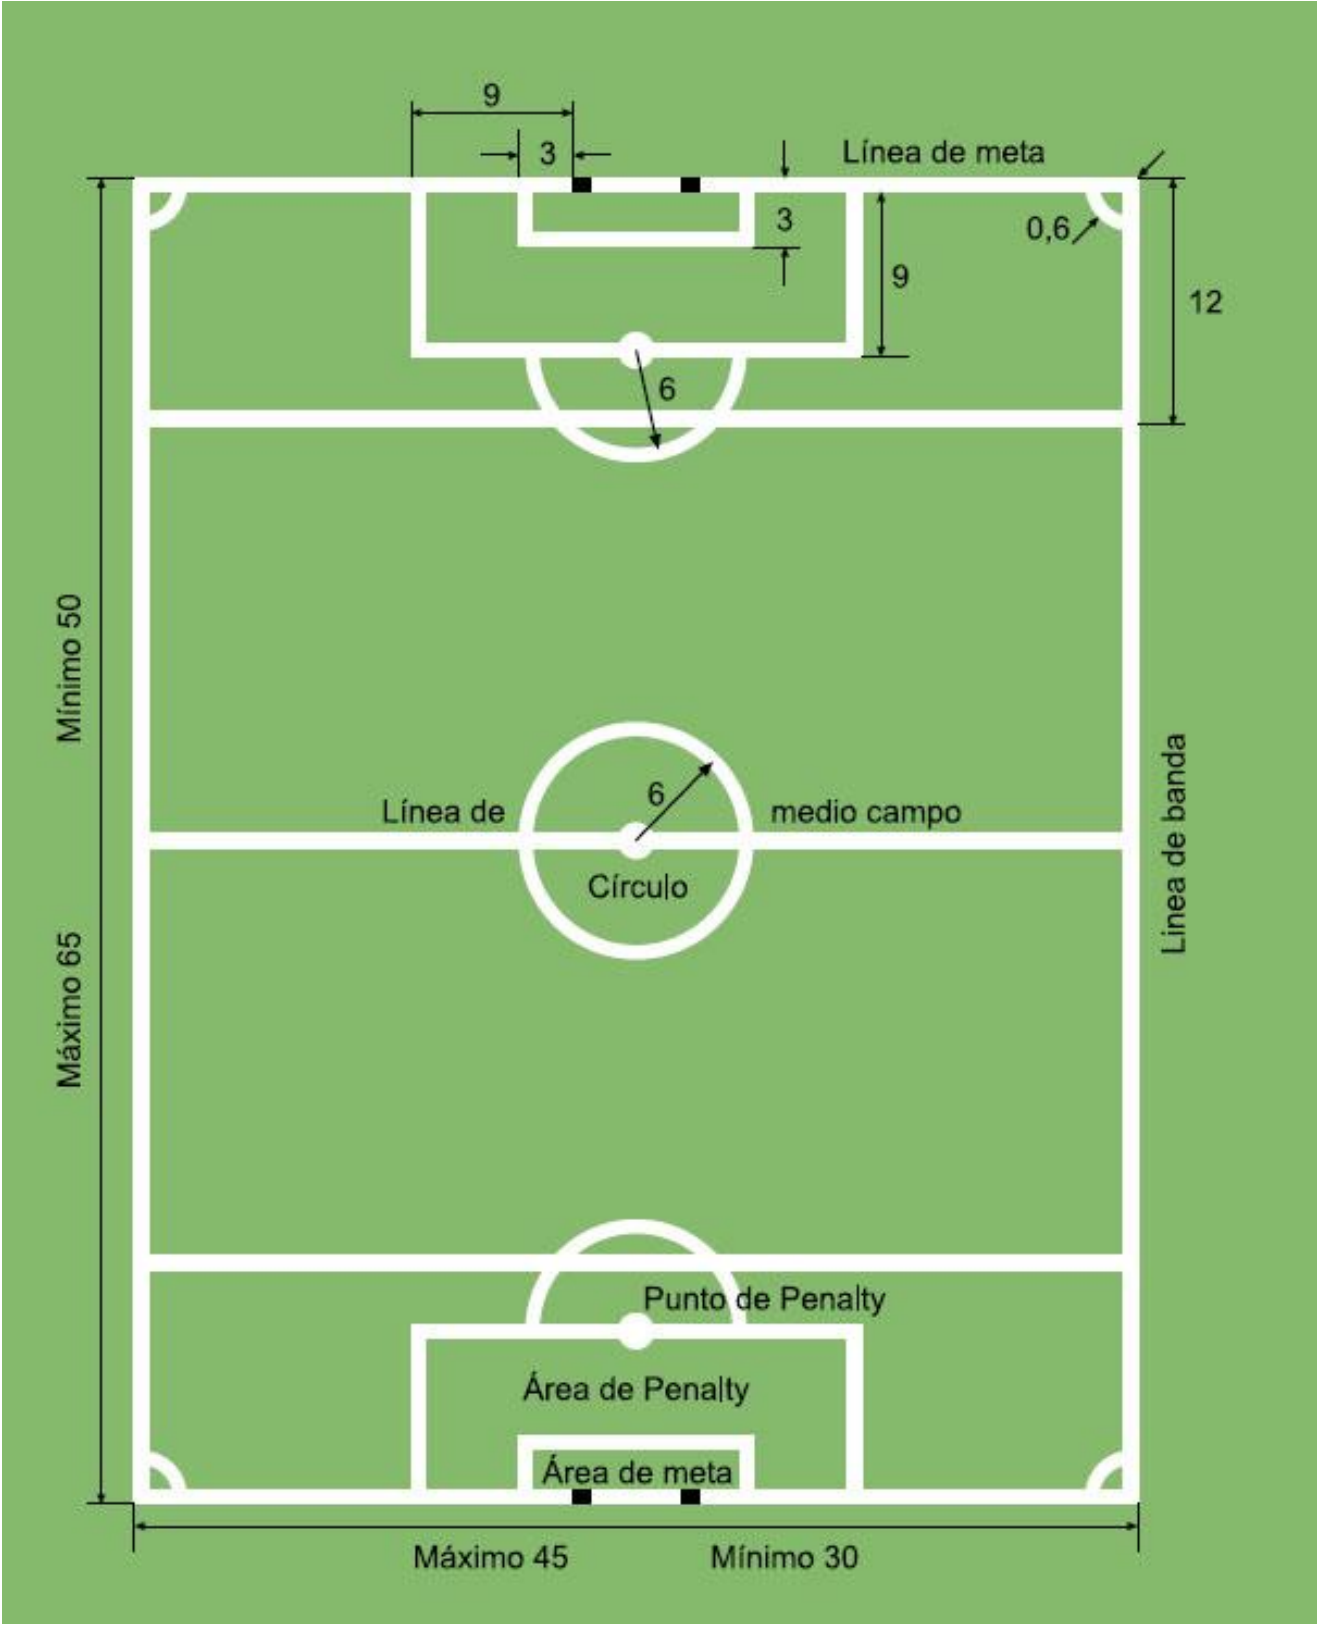 9
3
Línea de meta
3
0,6
9
12
6
Mínimo 50
6
Línea de
medio campo
Linea de banda
Círculo
Máximo 65
Punto de Penalty
Área de Penalty
Área de meta
Máximo 45
Mínimo 30